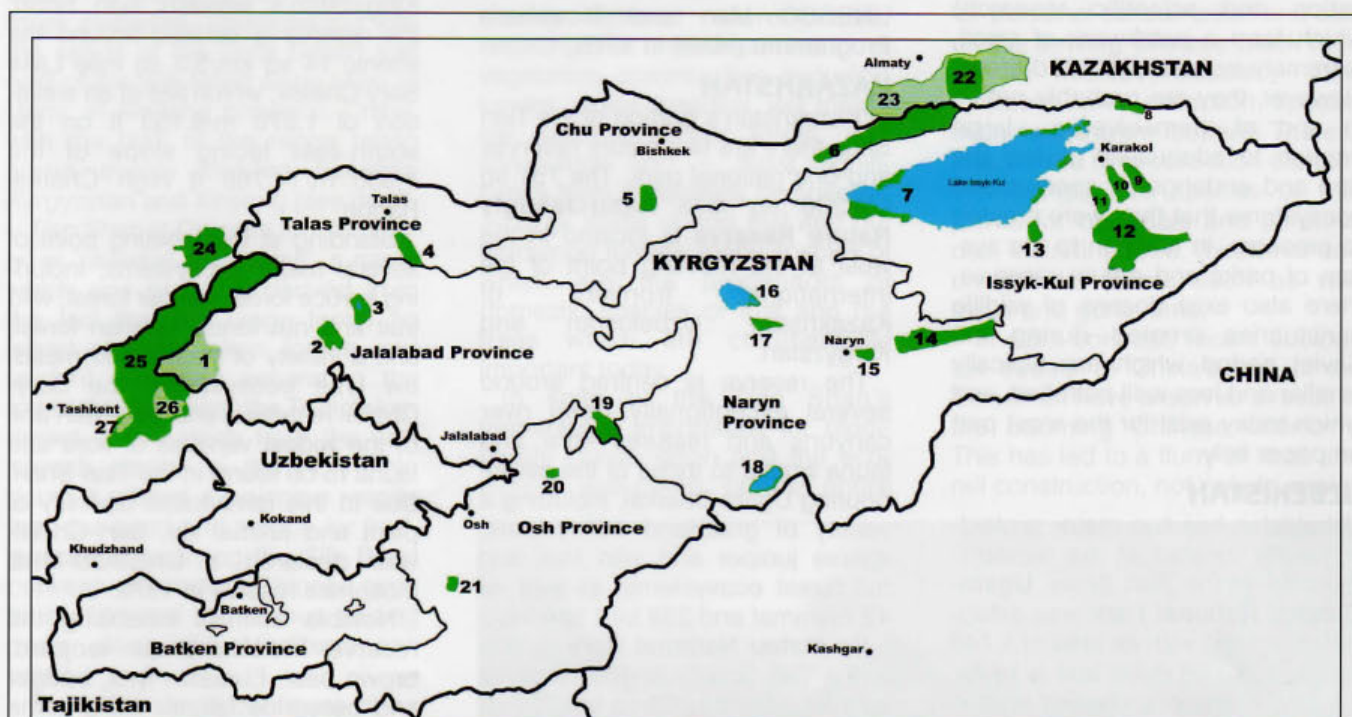 Almaty
22
KAZAKHSTAN
23
8
Chu Province
Bishkek
6
Karakol
Lake Issyk-Kul
10
9
7
5
11
Talas
Talas Province
13
12
24
4
KYRGYZSTAN
16
Issyk-Kul Province
3
17
2
Jalalabad Province
Naryn
14
25
1
15
CHINA
Tashkent
26
19
Naryn
Province
27
Jalalabad
Uzbekistan
18
20
Kokand
Osh
Osh Province
Khudzhand
21
Batken
Batken Province
Kashgar
Tajikistan